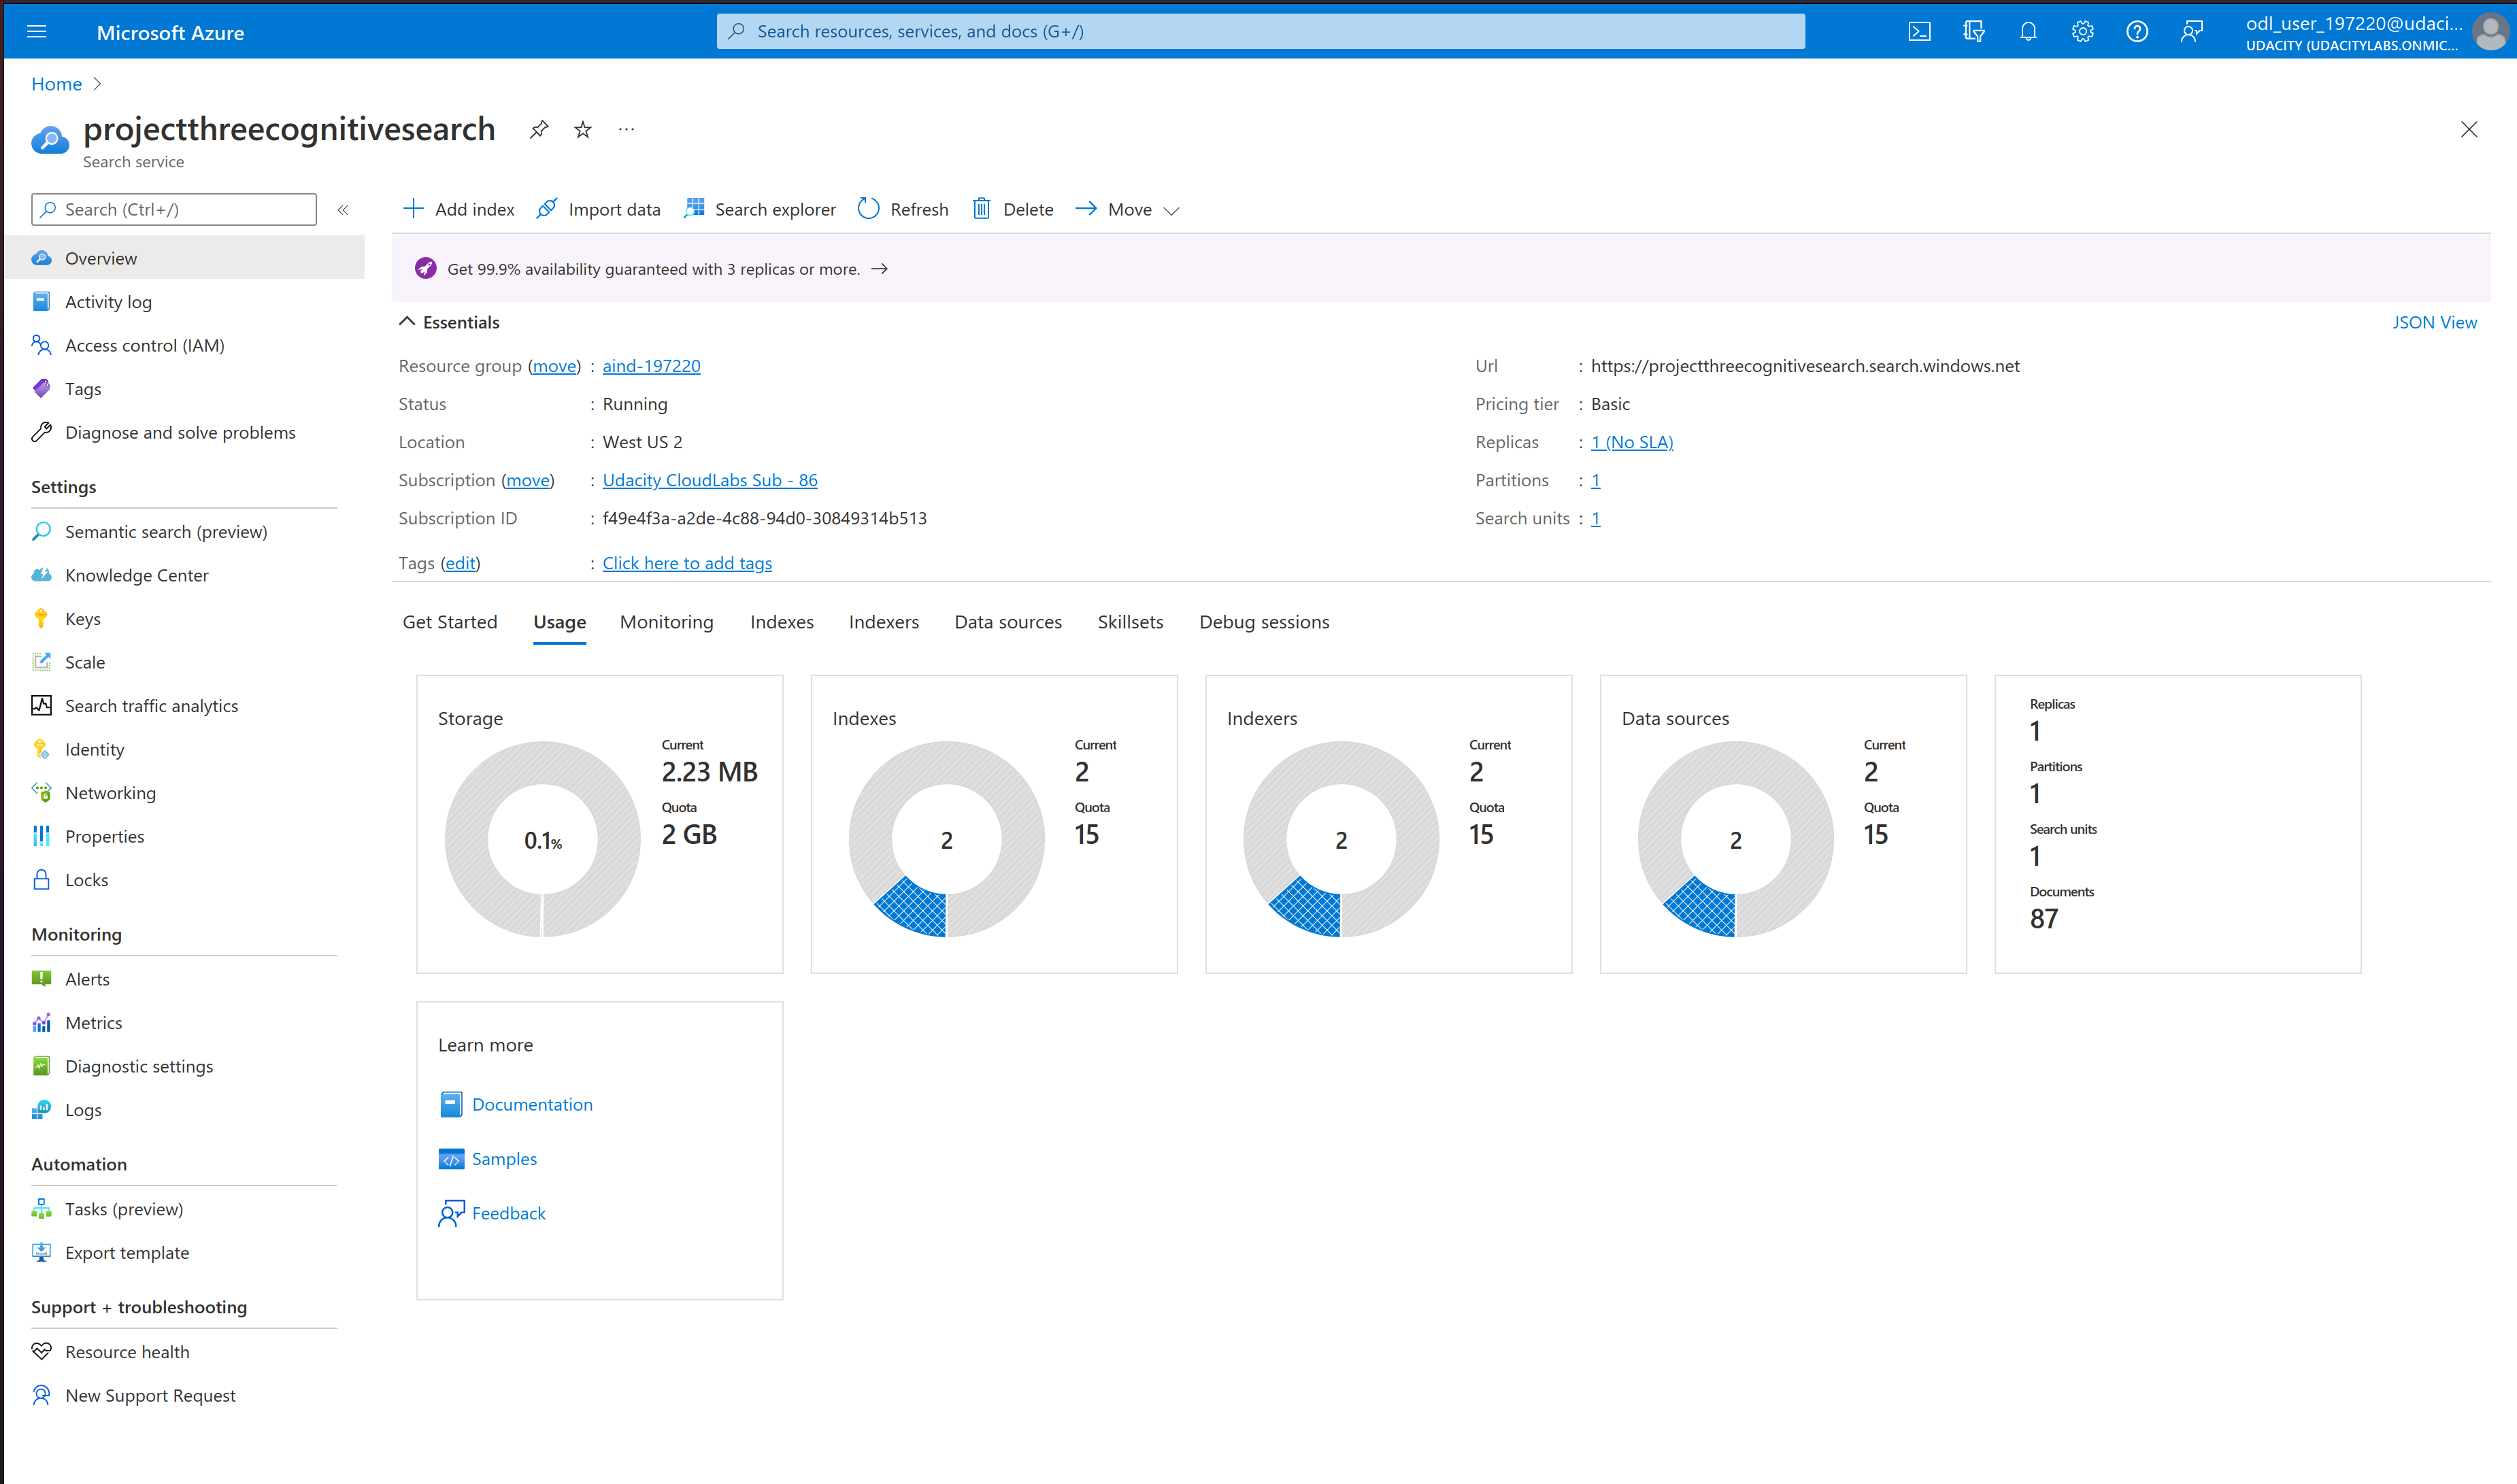 Microsoft Azure
Search resources, services, and docs (G+/)
odl_user_197220@udaci...
UDACITY (UDACITYLABS.ONMIC...
Home
projectthreecognitivesearch
Search service
Search (Ctrl+/)
Add index
Import data
Search explorer
Refresh
Delete
Move
Overview
Activity log
Access control (IAM)
Tags
Diagnose and solve problems
Settings
Semantic search (preview)
Knowledge Center
Keys
Scale
Search traffic analytics
Identity
Networking
Properties
Locks
Monitoring
Alerts
Metrics
Diagnostic settings
Logs
Automation
Tasks (preview)
Export template
Support + troubleshooting
Resource health
New Support Request
Get 99.9% availability guaranteed with 3 replicas or more.
Essentials
JSON View
Resource group (move) : aind-197220
Status : Running
Location : West US 2
Subscription (move) : Udacity CloudLabs Sub - 86
Subscription ID : f49e4f3a-a2de-4c88-94d0-30849314b513
Tags (edit) : Click here to add tags
Url : https://projectthreecognitivesearch.search.windows.net
Pricing tier : Basic
Replicas : 1 (No SLA)
Partitions : 1
Search units : 1
Get Started
Usage
Monitoring
Indexes
Indexers
Data sources
Skillsets
Debug sessions
Storage
0.1%
Current
2.23 MB
Quota
2 GB
Indexes
2
Current
2
Quota
15
Indexers
2
Current
2
Quota
15
Data sources
2
Current
2
Quota
15
Replicas
1
Partitions
1
Search units
1
Documents
87
Learn more
Documentation
Samples
Feedback